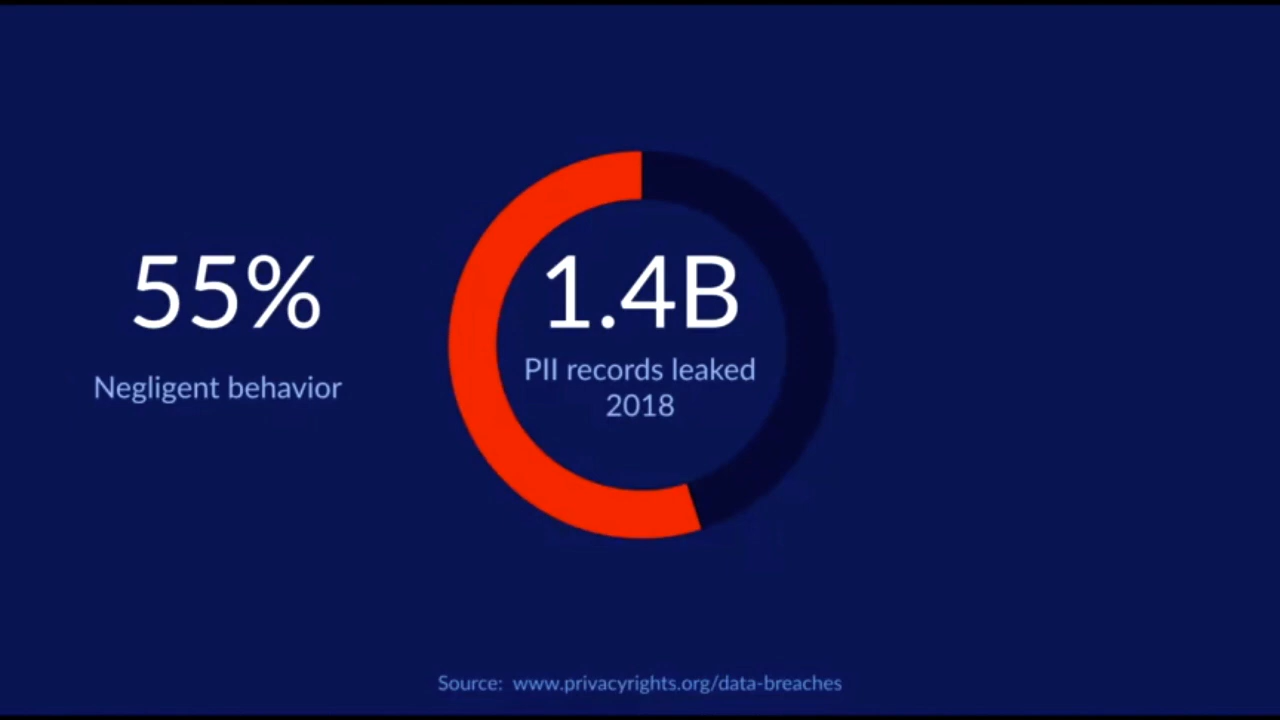 55%
Negligent behavior
1.4B
PII records leaked
2018
Source: www.privacyrights.org/data-breaches